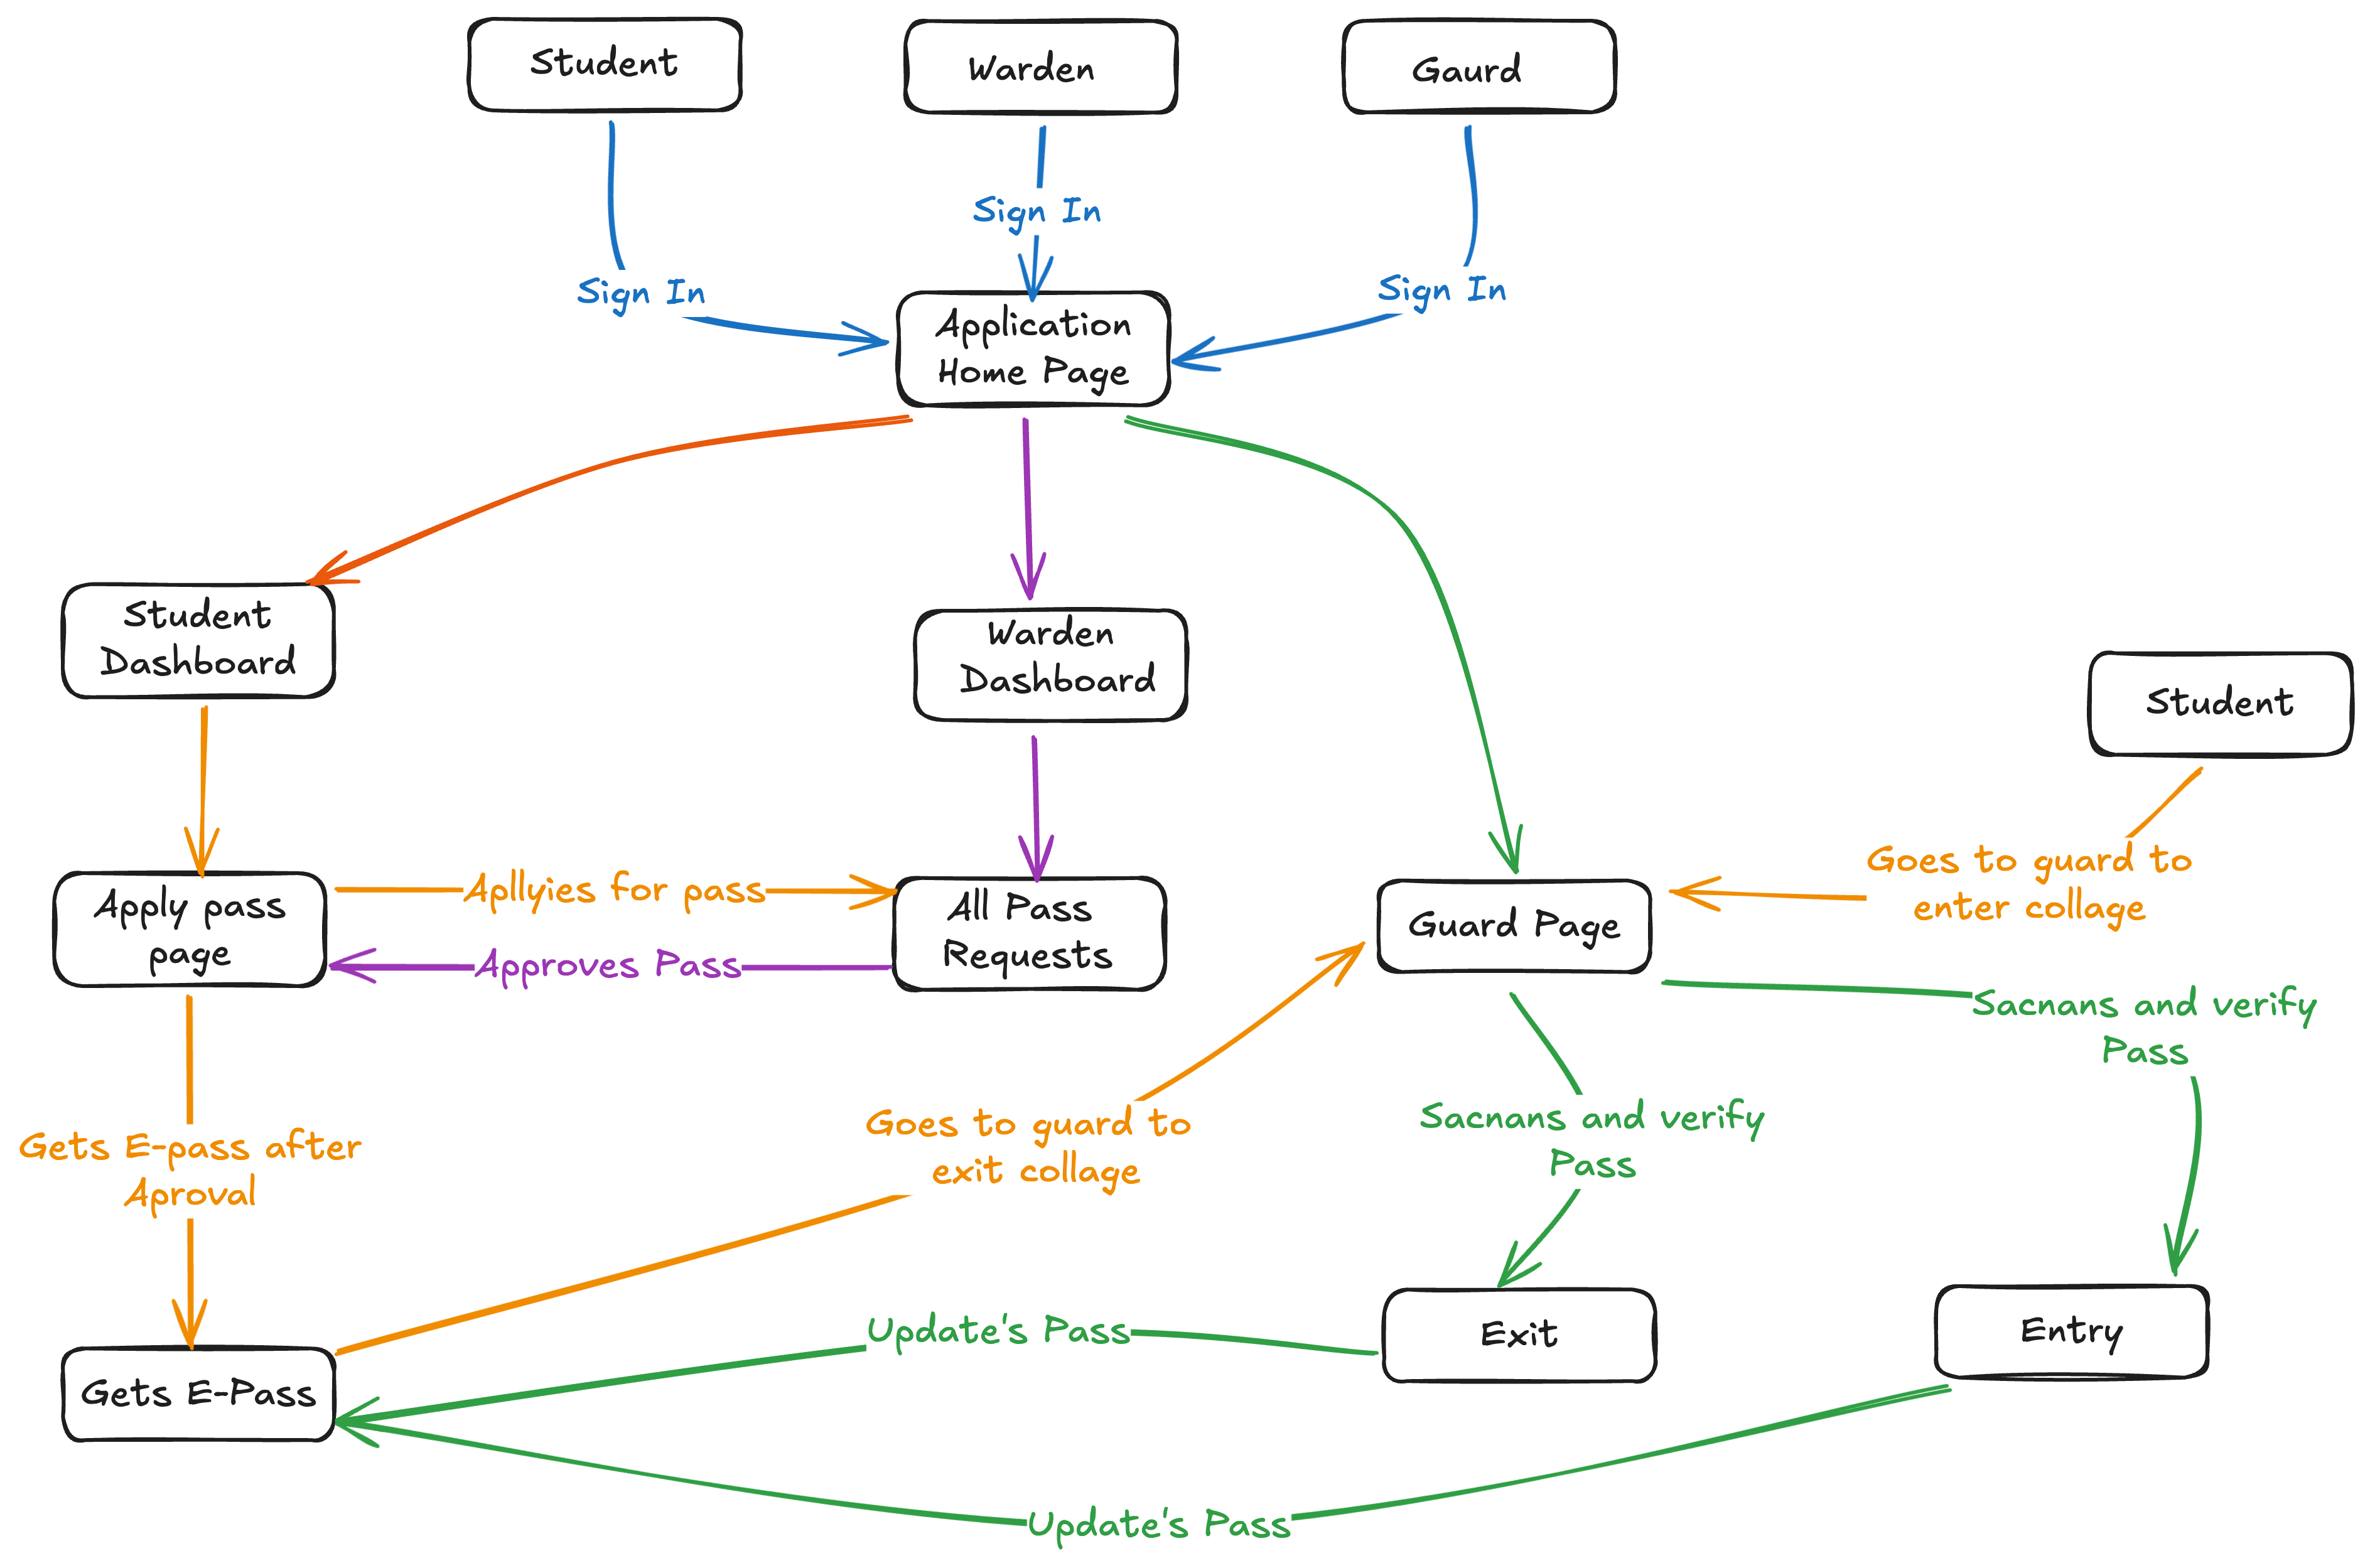 Student
Warden
Gaurd
Sign In
Sign In
Sign In
Application
Home Page
Student
Dashboard
Warden
Dashboard
Student
Apply pass
page
Apllyies for pass
Approves Pass
All Pass
Requests
Guard Page
Goes to guard to
enter collage
Sacnans and verify
Pass
Gets E-pass after
Aproval
Goes to guard to
exit collage
Sacnans and verify
Pass
Gets E-Pass
Update's Pass
Exit
Entry
Update's Pass